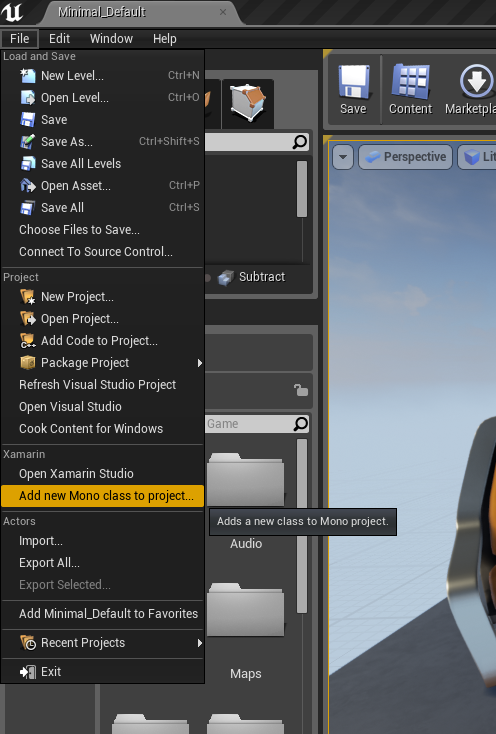 Minimal_Default
File Edit Window Help
Load and Save
New Level... Ctrl+N
Open Level... Ctrl+O
Save
Save As... Ctrl+Shift+S
Save All Levels
Open Asset... Ctrl+P
Save All Ctrl+S
Choose Files to Save...
Connect To Source Control...
Project
New Project...
Open Project...
Add Code to Project...
Package Project
Refresh Visual Studio Project
Open Visual Studio
Cook Content for Windows
Xamarin
Open Xamarin Studio
Add new Mono class to project...
Actors
Import...
Export All...
Export Selected...
Add Minimal_Default to Favorites
Recent Projects
Exit
Adds a new class to Mono project.
Subtract
Game
Audio
Maps
Save Content Marketpla
Perspective Lit